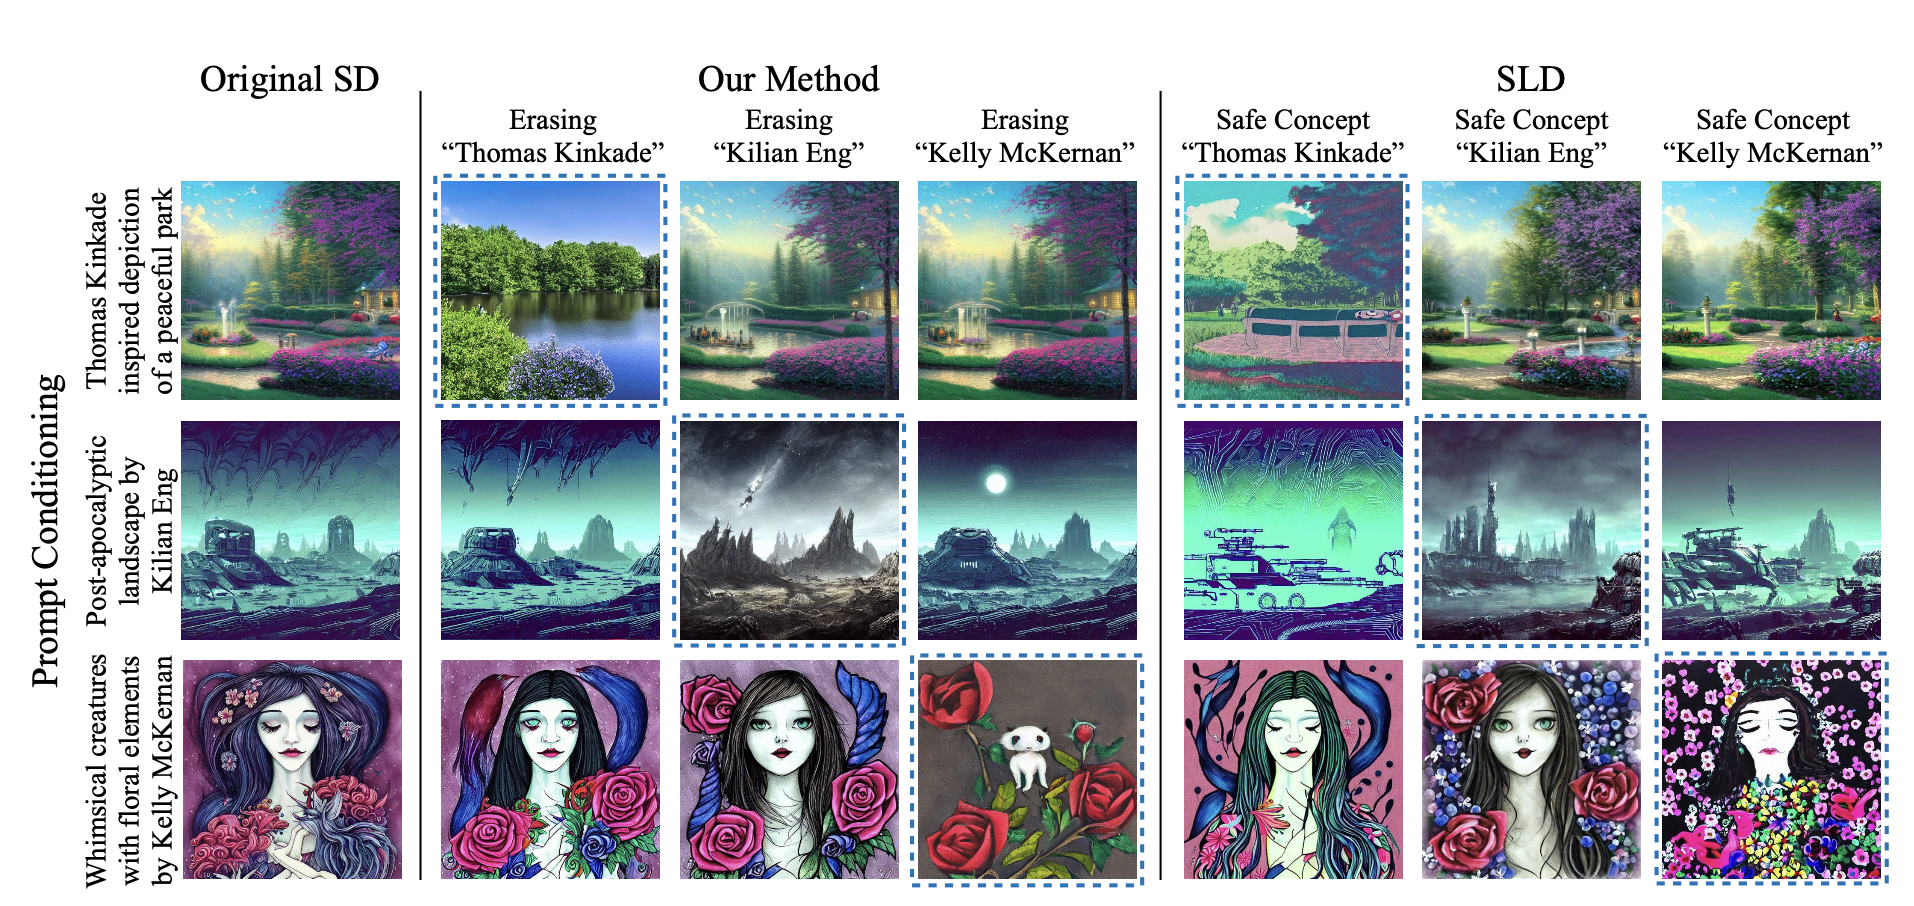 Original SD
Our Method
SLD
Erasing
“Thomas Kinkade”
Erasing
“Kilian Eng”
Erasing
“Kelly McKernan”
Safe Concept
“Thomas Kinkade”
Safe Concept
“Kilian Eng”
Safe Concept
“Kelly McKernan”
Prompt Conditioning
Thomas Kinkade
inspired depiction
of a peaceful park
Post-apocalyptic
landscape by
Kilian Eng
Whimsical creatures
with floral elements
by Kelly McKernan